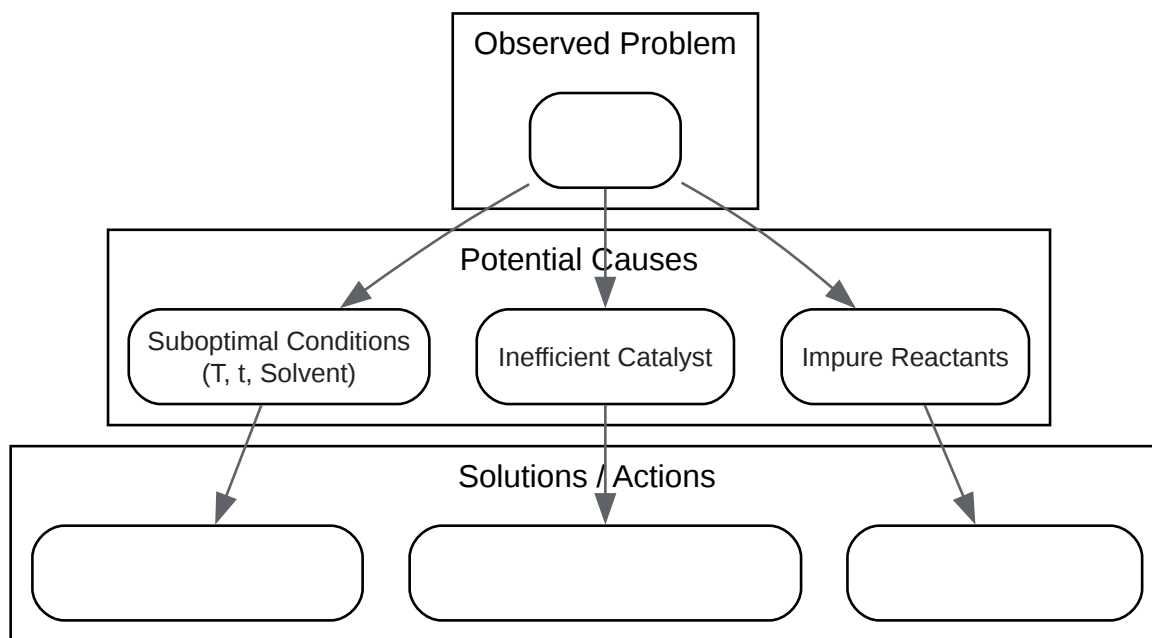 Observed Problem
Potential Causes
Suboptimal Conditions
(T, t, Solvent)
Inefficient Catalyst
Impure Reactants
Solutions / Actions